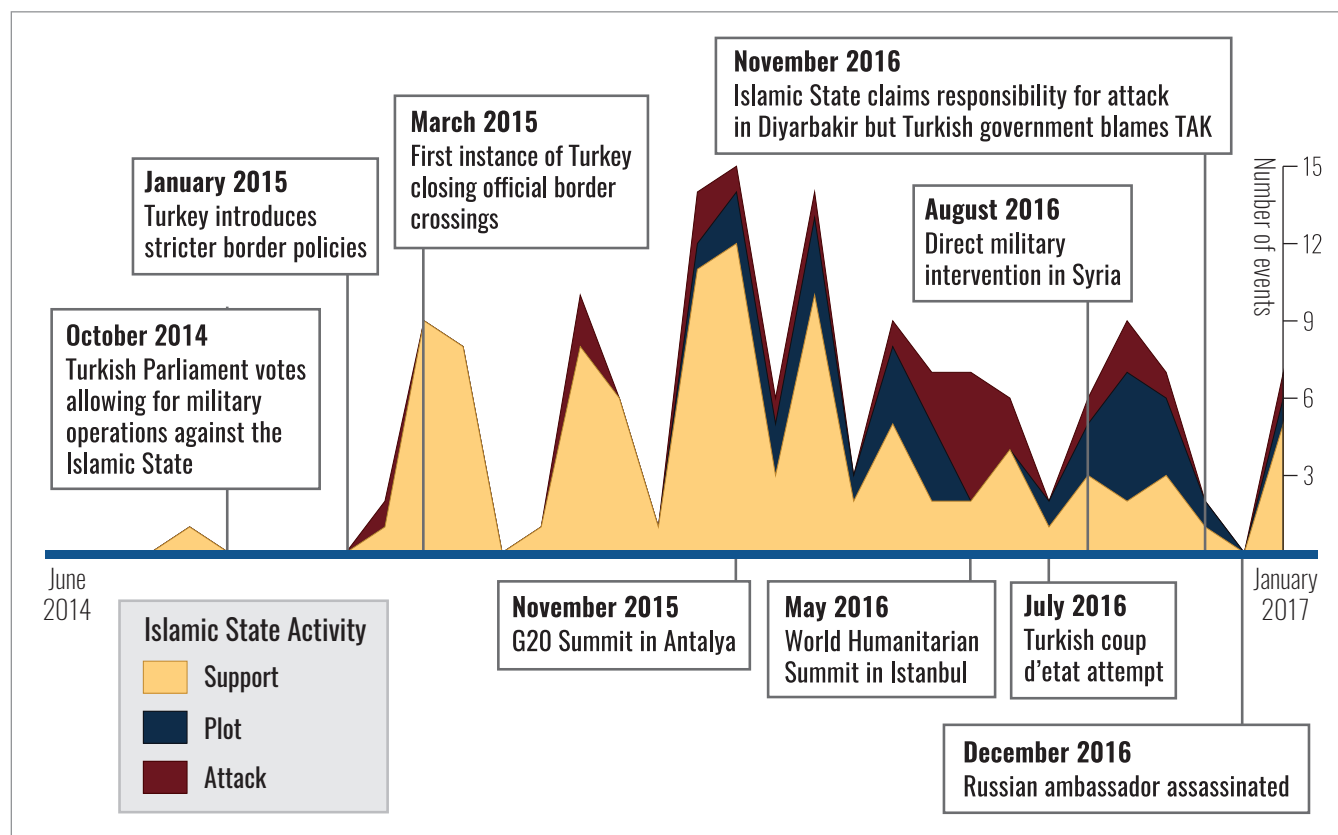 November 2016
Islamic State claims responsibility for attack
in Diyarbakir but Turkish government blames TAK
March 2015
First instance of Turkey
closing official border
crossings
January 2015
Turkey introduces
stricter border policies
August 2016
Direct military
intervention in Syria
October 2014
Turkish Parliament votes
allowing for military
operations against the
Islamic State
Number of events
15
12
9
6
3
June
2014
January
2017
November 2015
G20 Summit in Antalya
May 2016
World Humanitarian
Summit in Istanbul
July 2016
Turkish coup
d'etat attempt
December 2016
Russian ambassador assassinated
Islamic State Activity
Support
Plot
Attack